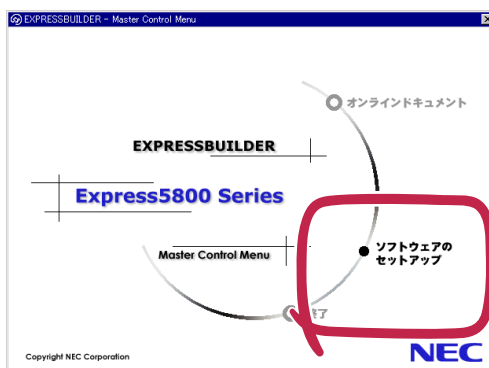 EXPRESSBUILDER - Master Control Menu
オンラインドキュメント
EXPRESSBUILDER
Express5800 Series
ソフトウェアの
セットアップ
Master Control Menu
終了
Copyright NEC Corporation
NEC